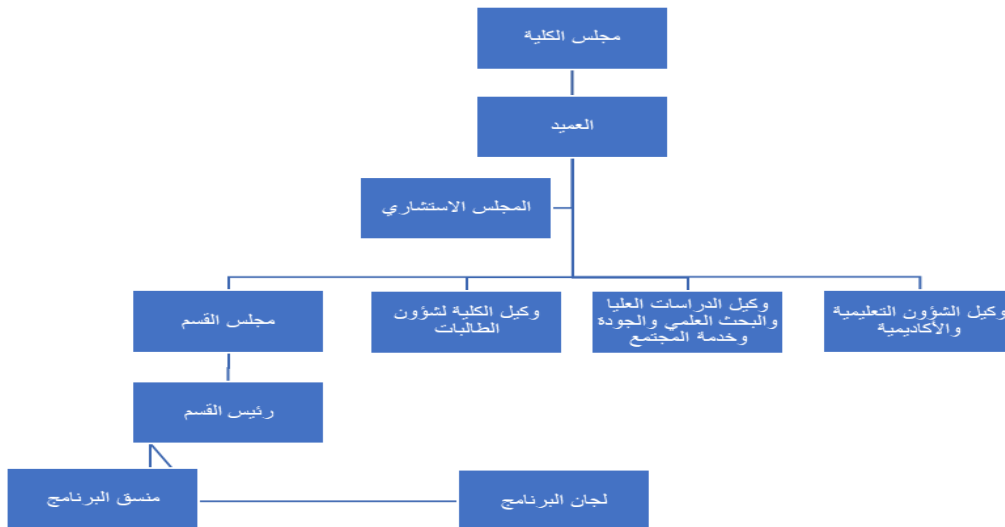 مجلس الكلية
العميد
المجلس الاستشاري
وكيل الشؤون التعليمية
والأكاديمية
وكيل الدراسات العليا
والبحث العلمي والجودة
وخدمة المجتمع
وكيل الكلية لشؤون
الطالبات
مجلس القسم
رئيس القسم
لجان البرنامج
منسق البرنامج